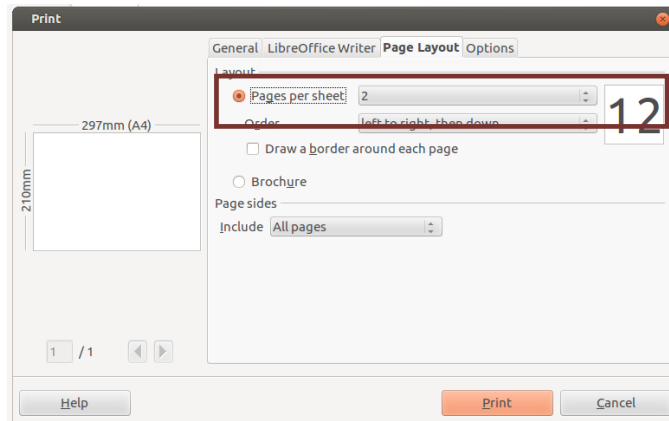 Print
General LibreOffice Writer Page Layout Options
Layout
Pages per sheet 2
Order left to right, then down
12
Draw a border around each page
Brochure
Page sides
Include All pages
297mm (A4)
210mm
1 / 1
Help Print Cancel